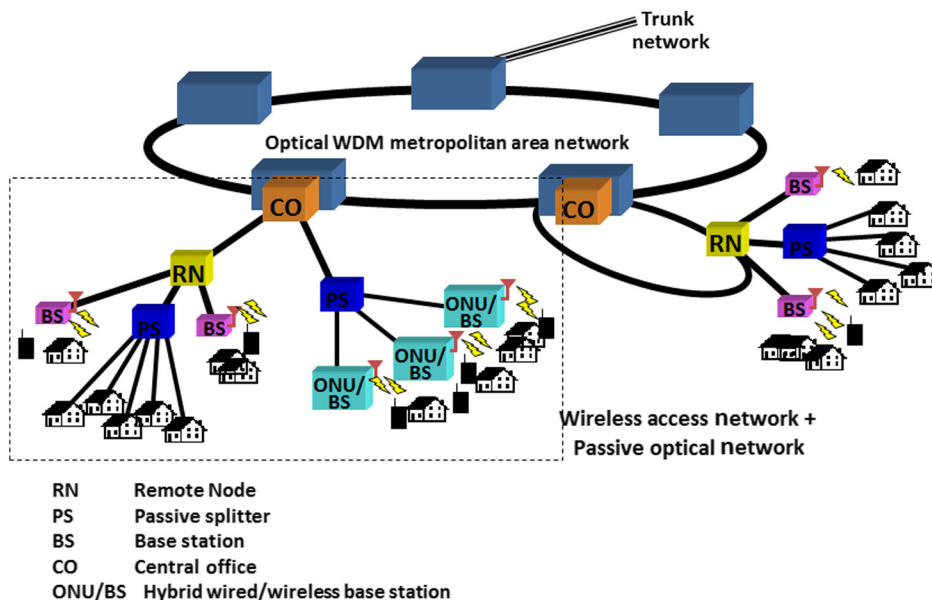 Trunk
network
Optical WDM metropolitan area network
CO
CO
BS
RN
RN
PS
BS
PS
ONU/
BS
BS
BS
PS
ONU/
BS
ONU/
BS
Wireless access network +
Passive optical network
RN Remote Node
PS Passive splitter
BS Base station
CO Central office
ONU/BS Hybrid wired/wireless base station